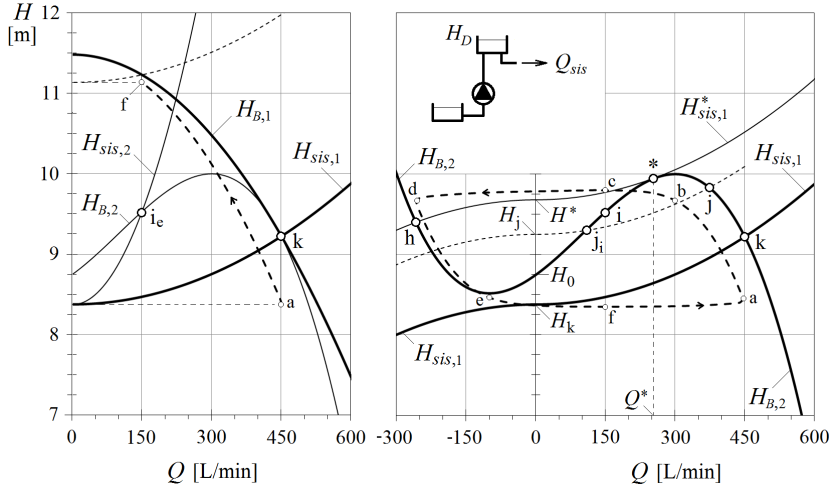 H
[m]
12
11
10
9
8
7
f
H_B,1
H_sis,2
H_sis,1
H_B,2
i_e
k
a
0 150 300 450 600
Q [L/min]
H_D
Q_sis
H*_sis,1
H_B,2
*
H_sis,1
d
c
b
j
h
H*
i
H_j
j_i
k
H_0
e
a
H_k
f
H_sis,1
Q*
H_B,2
-300 -150 0 150 300 450 600
Q [L/min]